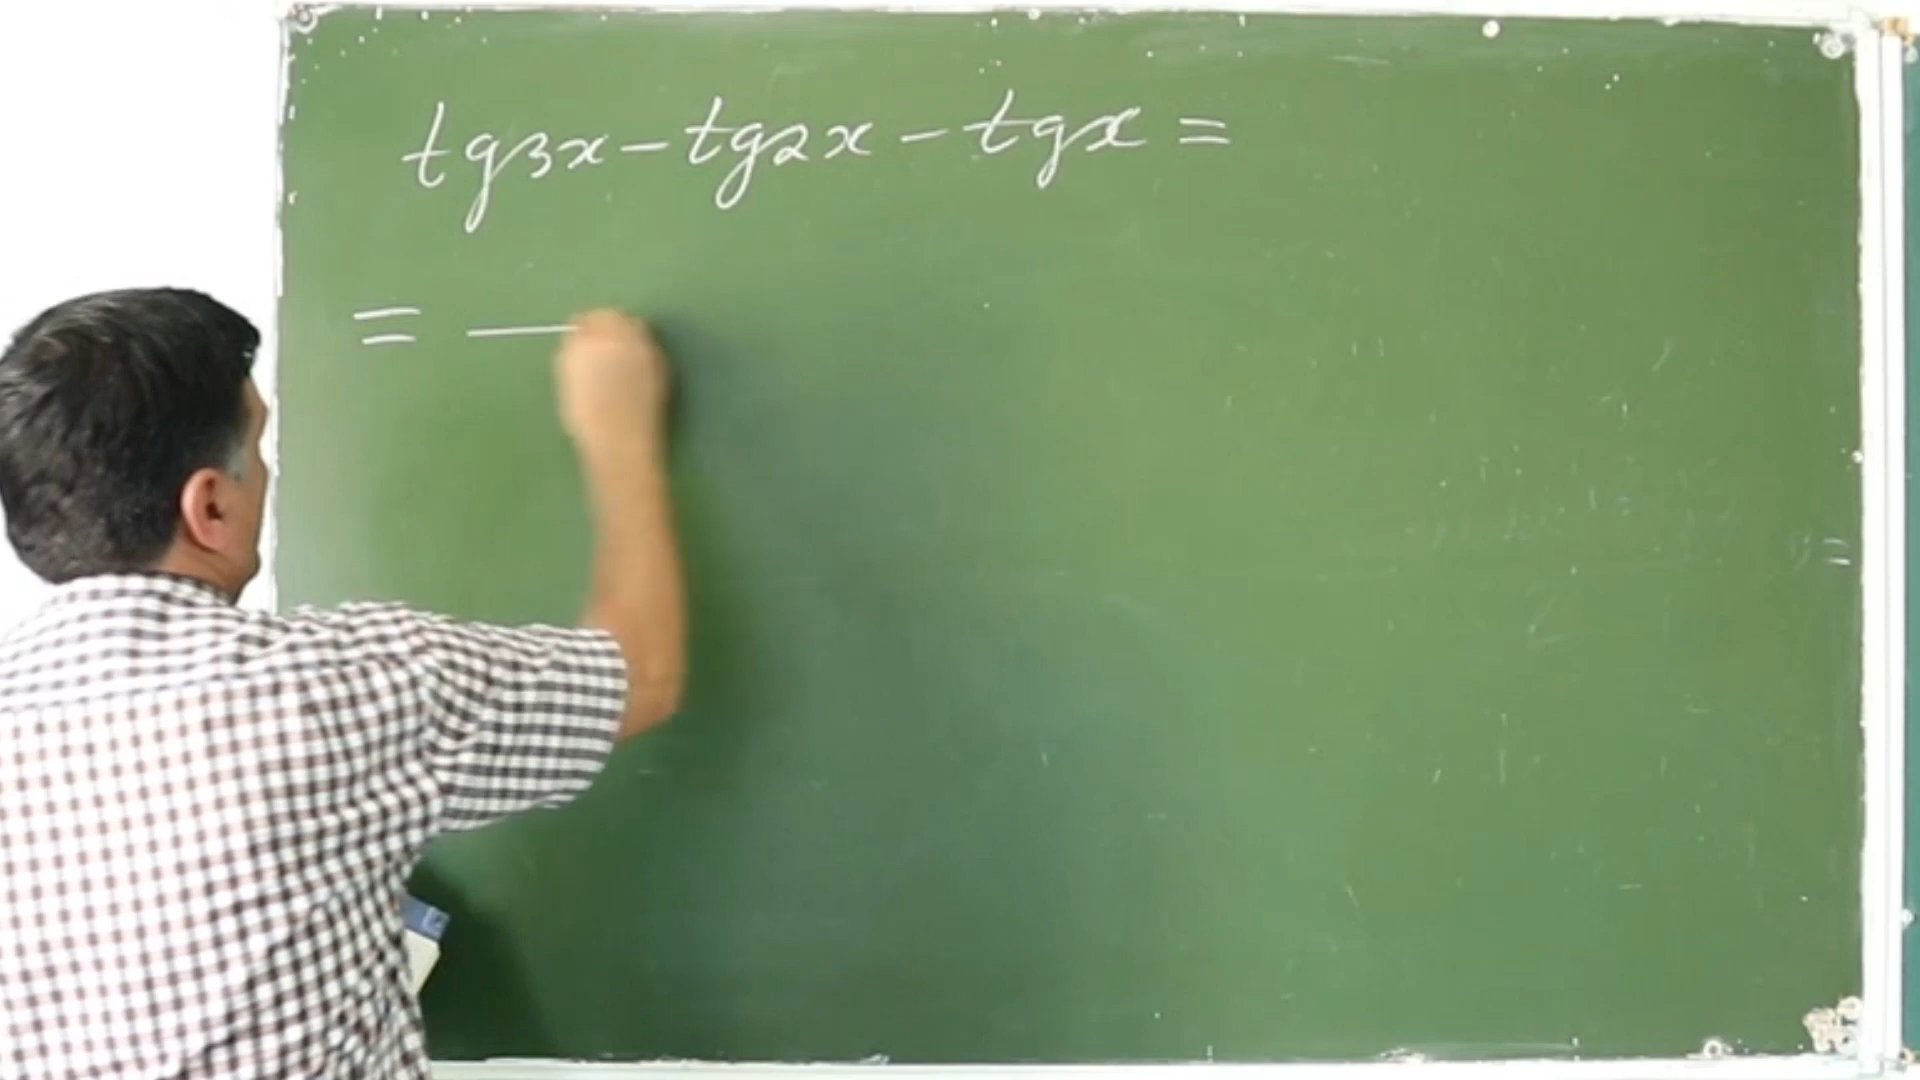 tg3x - tg2x - tgx =
=